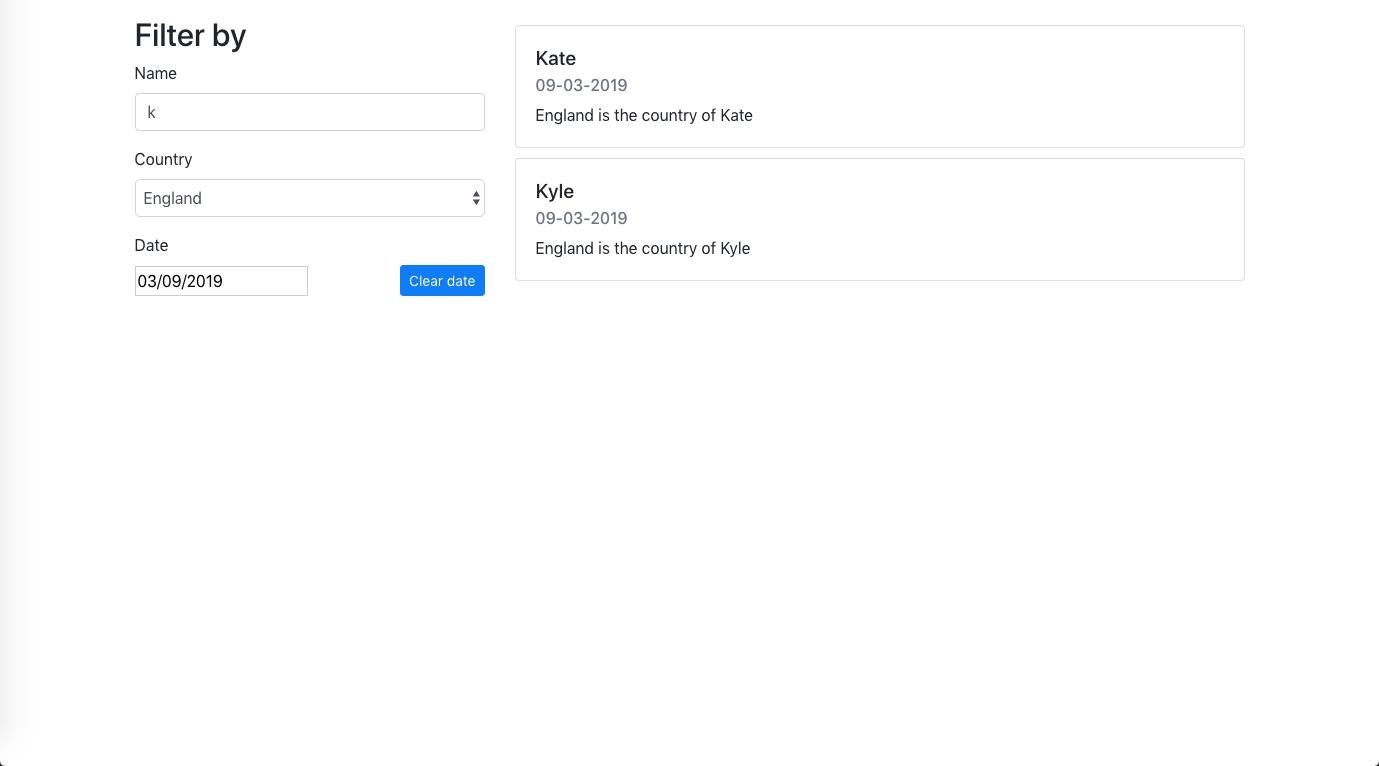 Filter by
Name
k
Country
England
Date
03/09/2019
Clear date
Kate
09-03-2019
England is the country of Kate
Kyle
09-03-2019
England is the country of Kyle